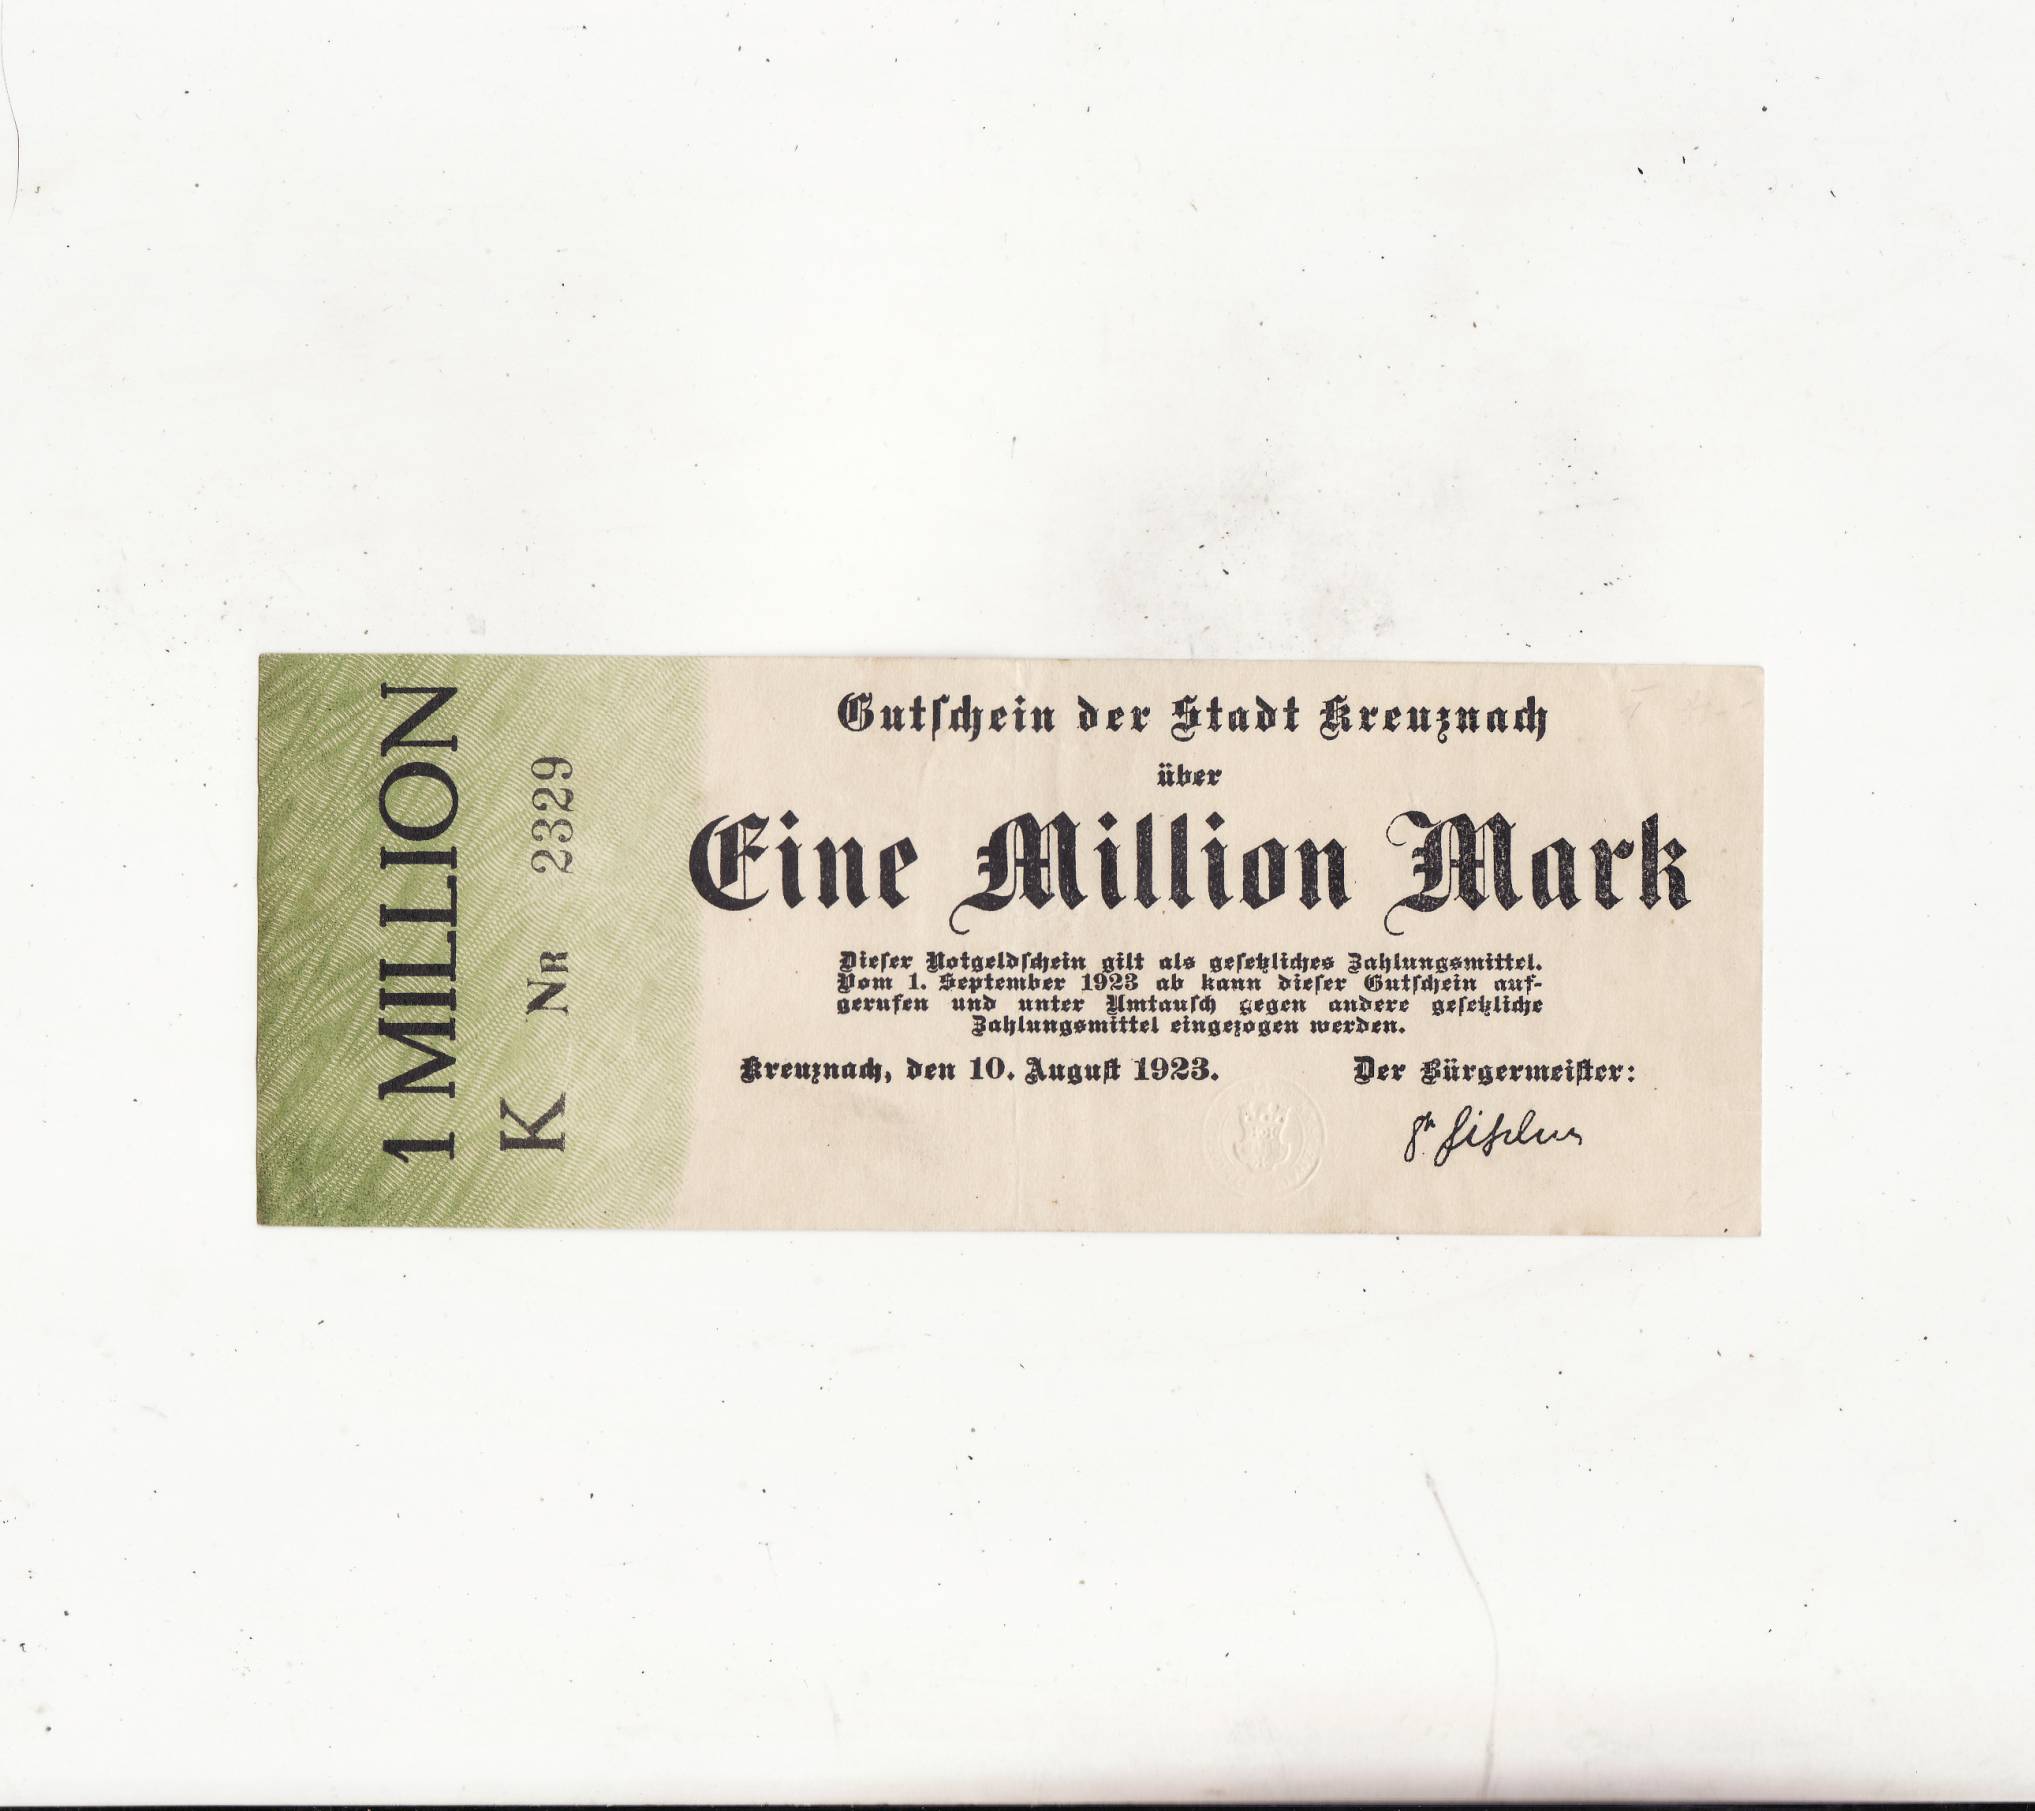 1 MILLION
K Nr 2329
Gutſchein der Stadt Kreuznach
über
Eine Million Mark
Dieſer Notgeldſchein gilt als geſetzliches Zahlungsmittel.
Vom 1. September 1923 ab kann dieſer Gutſchein auf-
gerufen und unter Umtauſch gegen andere geſetzliche
Zahlungsmittel eingezogen werden.
Kreuznach, den 10. Auguſt 1923. Der Bürgermeiſter: